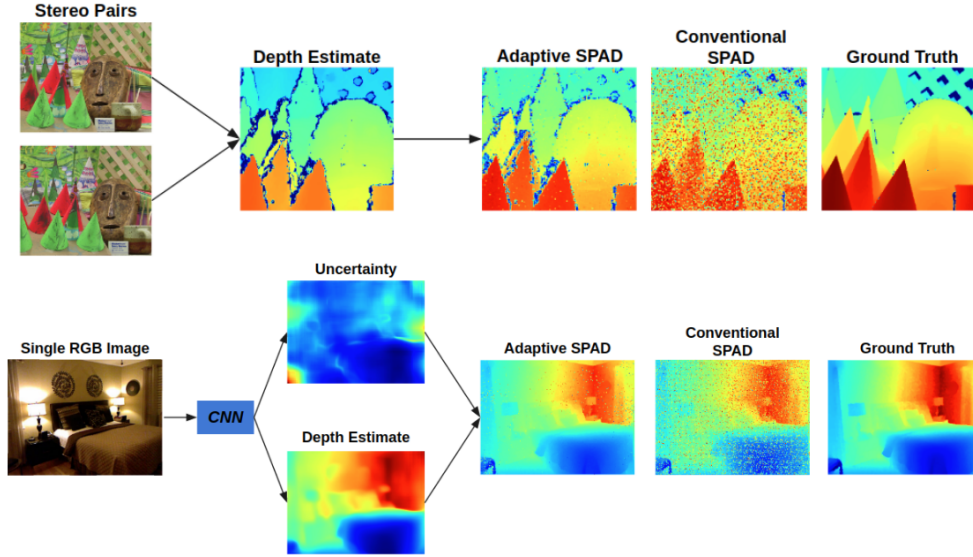 Stereo Pairs
Depth Estimate
Adaptive SPAD
Conventional
SPAD
Ground Truth
Uncertainty
Single RGB Image
CNN
Depth Estimate
Adaptive SPAD
Conventional
SPAD
Ground Truth